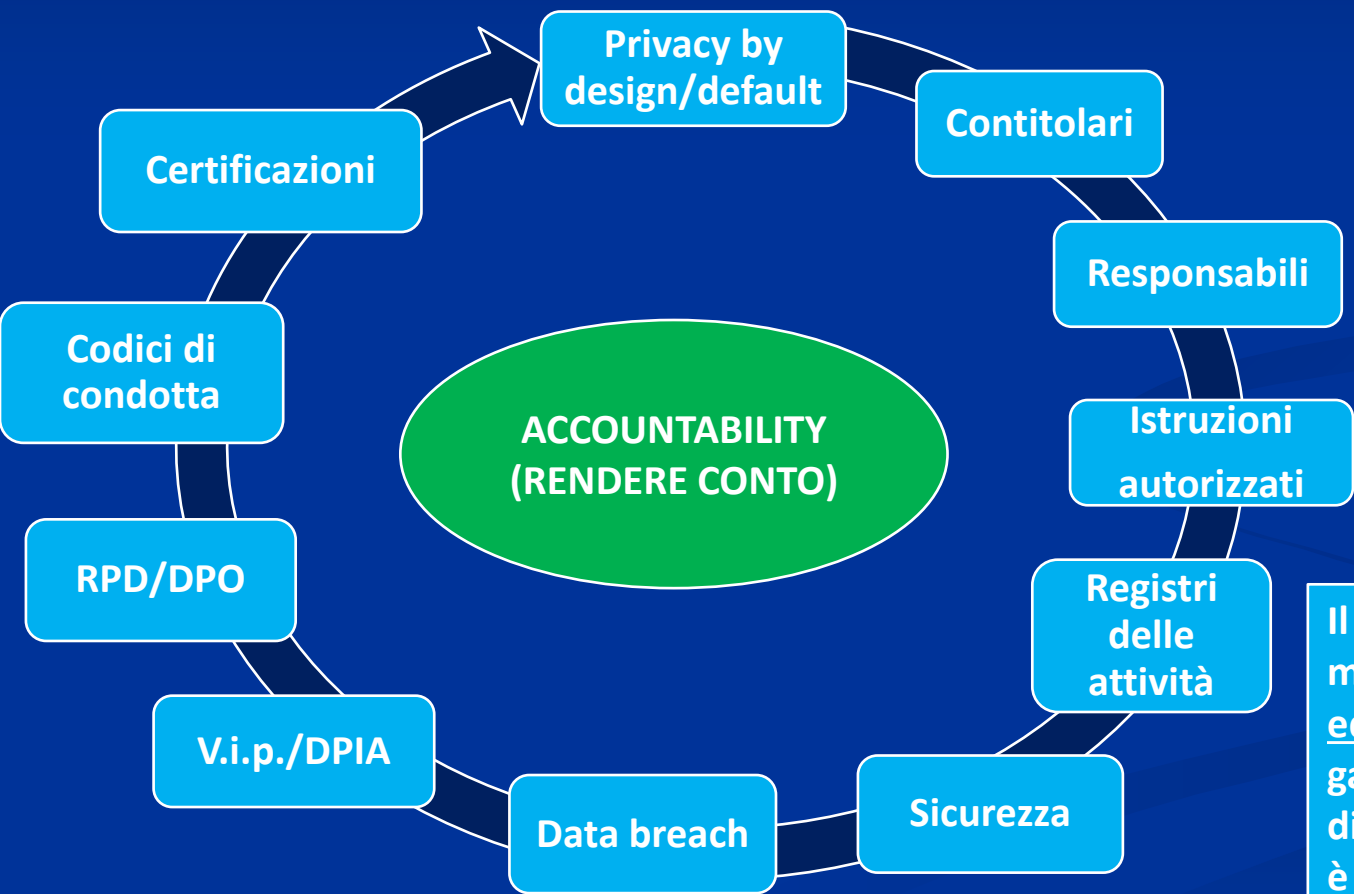 Privacy by
design/default
Contitolari
Responsabili
Istruzioni
autorizzati
Registri
delle
attività
Sicurezza
Data breach
V.i.p./DPIA
RPD/DPO
Codici di
condotta
Certificazioni
ACCOUNTABILITY
(RENDERE CONTO)
Il
è